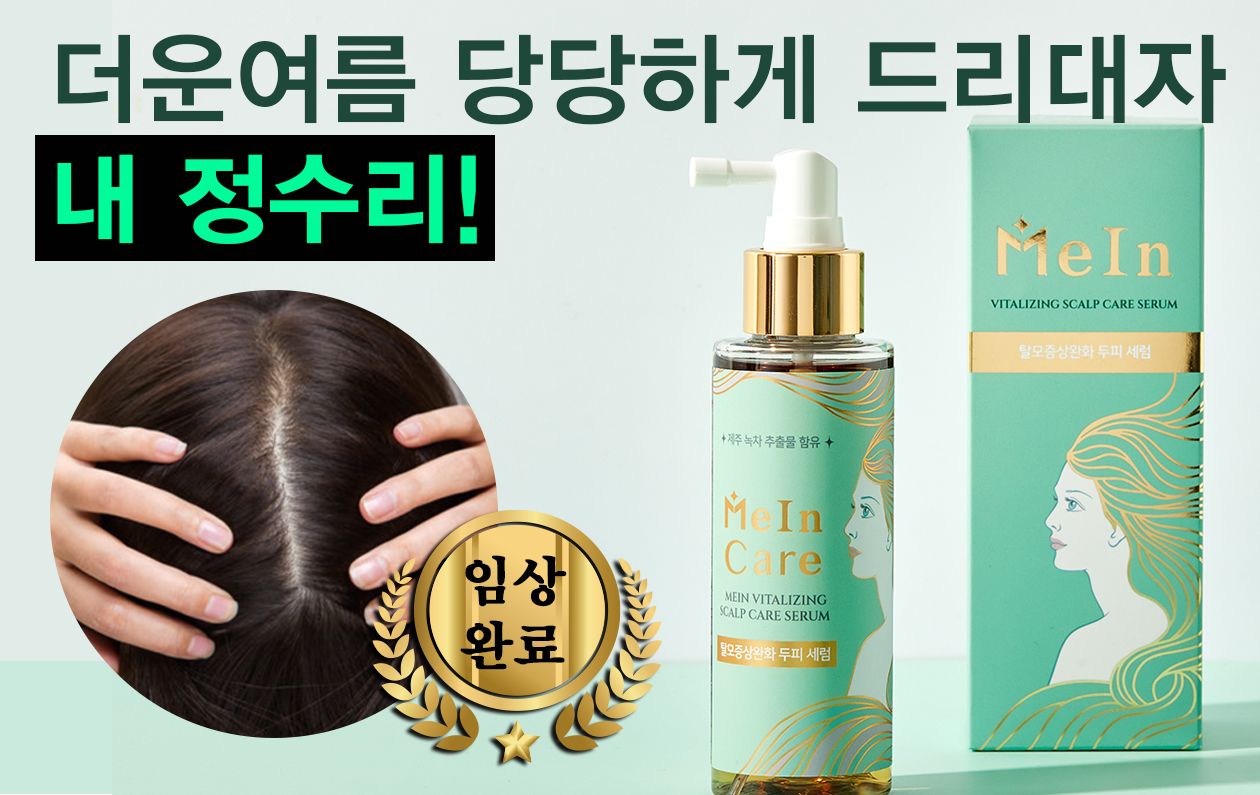 더운여름 당당하게 드리대자
내 정수리!
임상
완료
✦ 제주 녹차 추출물 함유 ✦
MeIn
Care
MEIN VITALIZING
SCALP CARE SERUM
탈모증상완화 두피 세럼
MeIn
VITALIZING SCALP CARE SERUM
탈모증상완화 두피 세럼